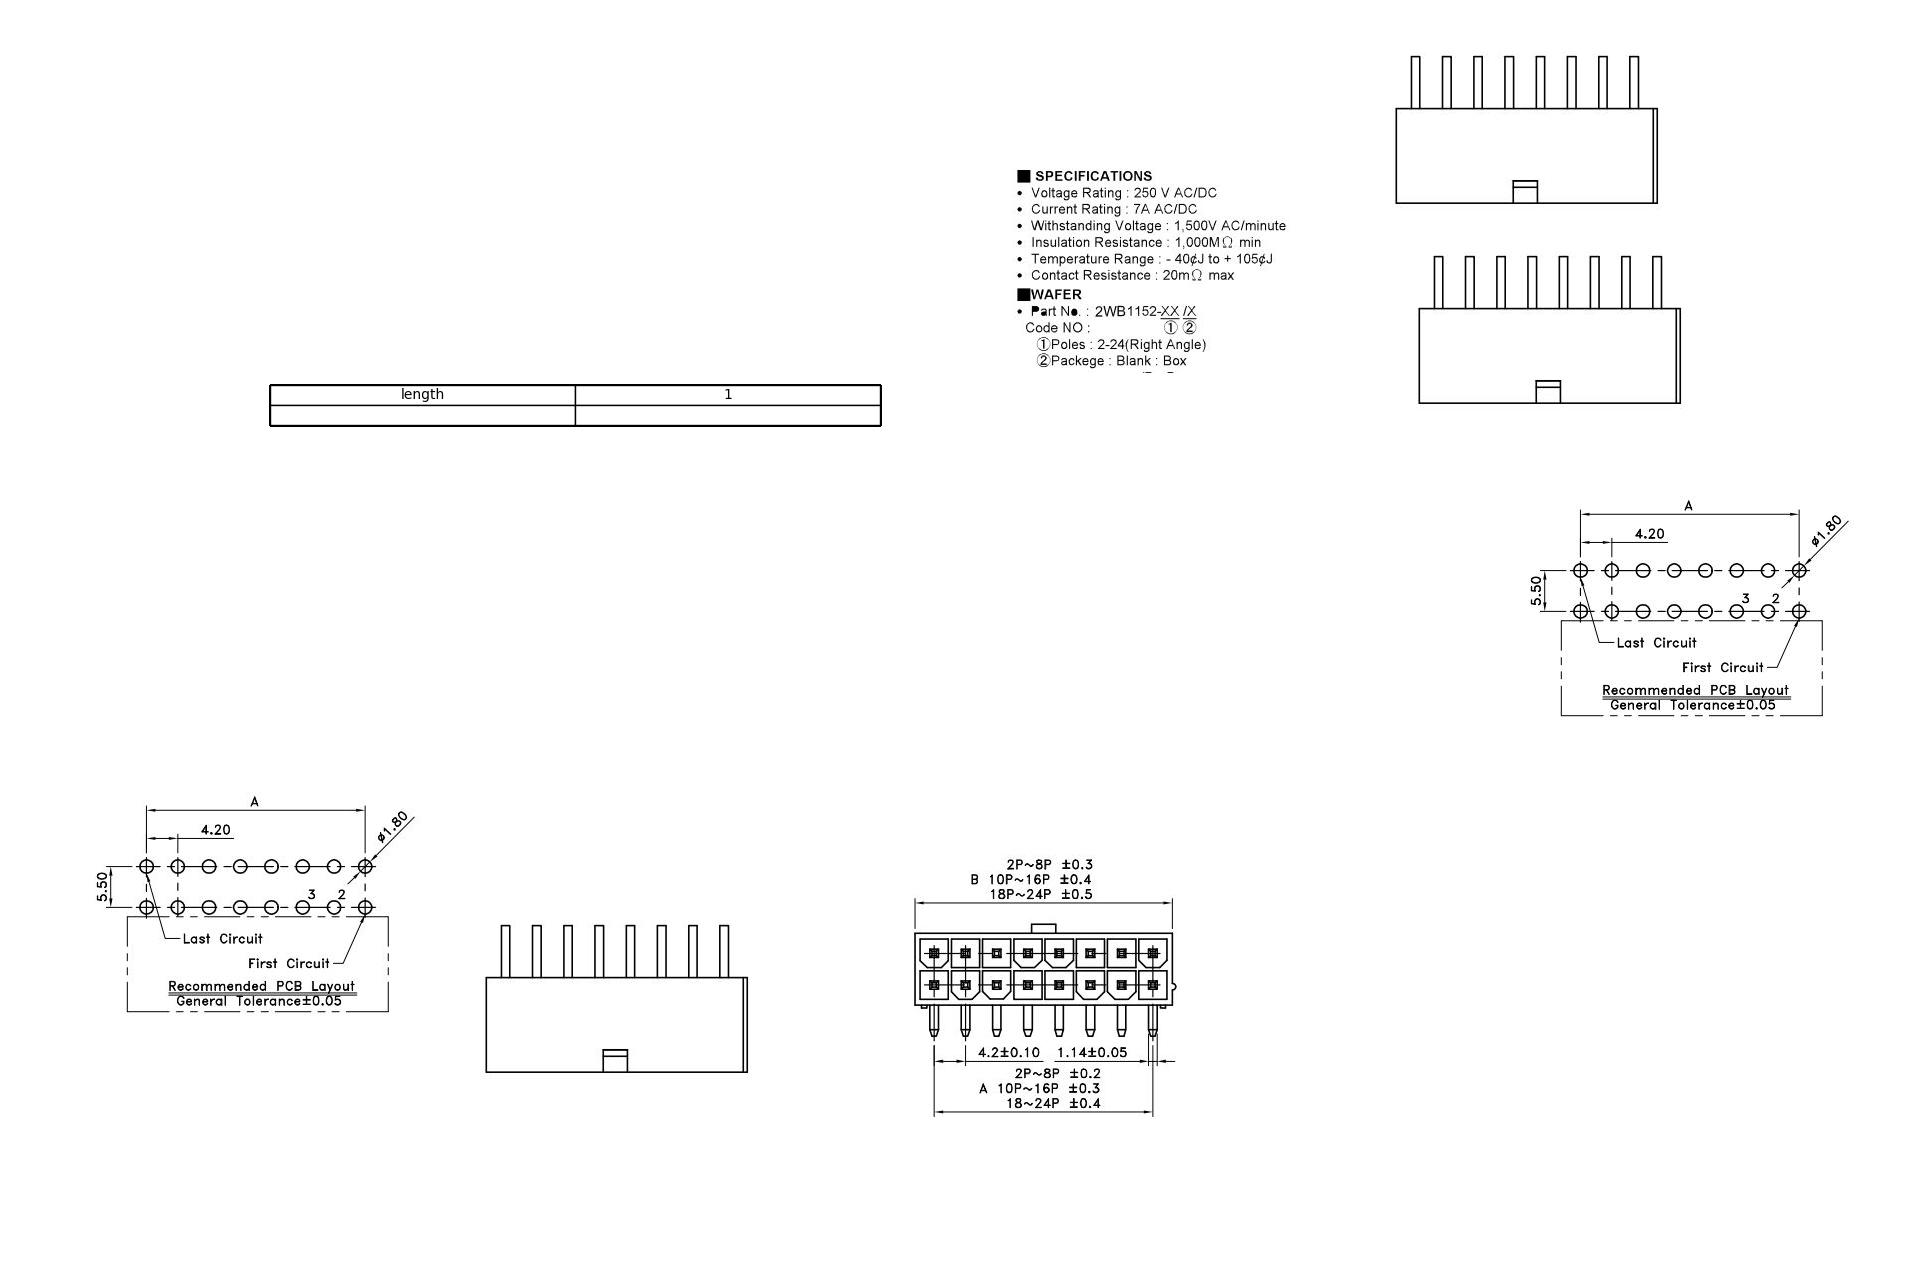 ■ SPECIFICATIONS
• Voltage Rating : 250 V AC/DC
• Current Rating : 7A AC/DC
• Withstanding Voltage : 1,500V AC/minute
• Insulation Resistance : 1,000MΩ min
• Temperature Range : - 40¢J to + 105¢J
• Contact Resistance : 20mΩ max
■WAFER
• Part No. : 2WB1152-XX /X
Code NO : ① ②
①Poles : 2-24(Right Angle)
②Packege : Blank : Box
length 1
A
4.20
ø1.80
5.50
3 2
Last Circuit
First Circuit
Recommended PCB Layout
General Tolerance±0.05
A
4.20
ø1.80
5.50
3 2
Last Circuit
First Circuit
Recommended PCB Layout
General Tolerance±0.05
2P~8P ±0.3
B 10P~16P ±0.4
18P~24P ±0.5
4.2±0.10 1.14±0.05
2P~8P ±0.2
A 10P~16P ±0.3
18~24P ±0.4